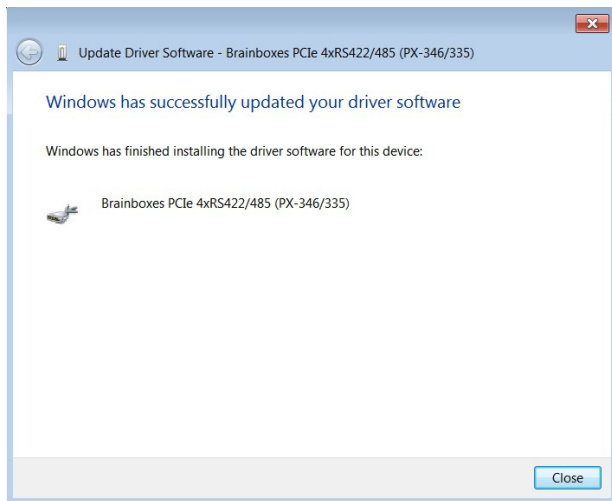 Update Driver Software - Brainboxes PCIe 4xRS422/485 (PX-346/335)
Windows has successfully updated your driver software
Windows has finished installing the driver software for this device:
Brainboxes PCIe 4xRS422/485 (PX-346/335)
Close